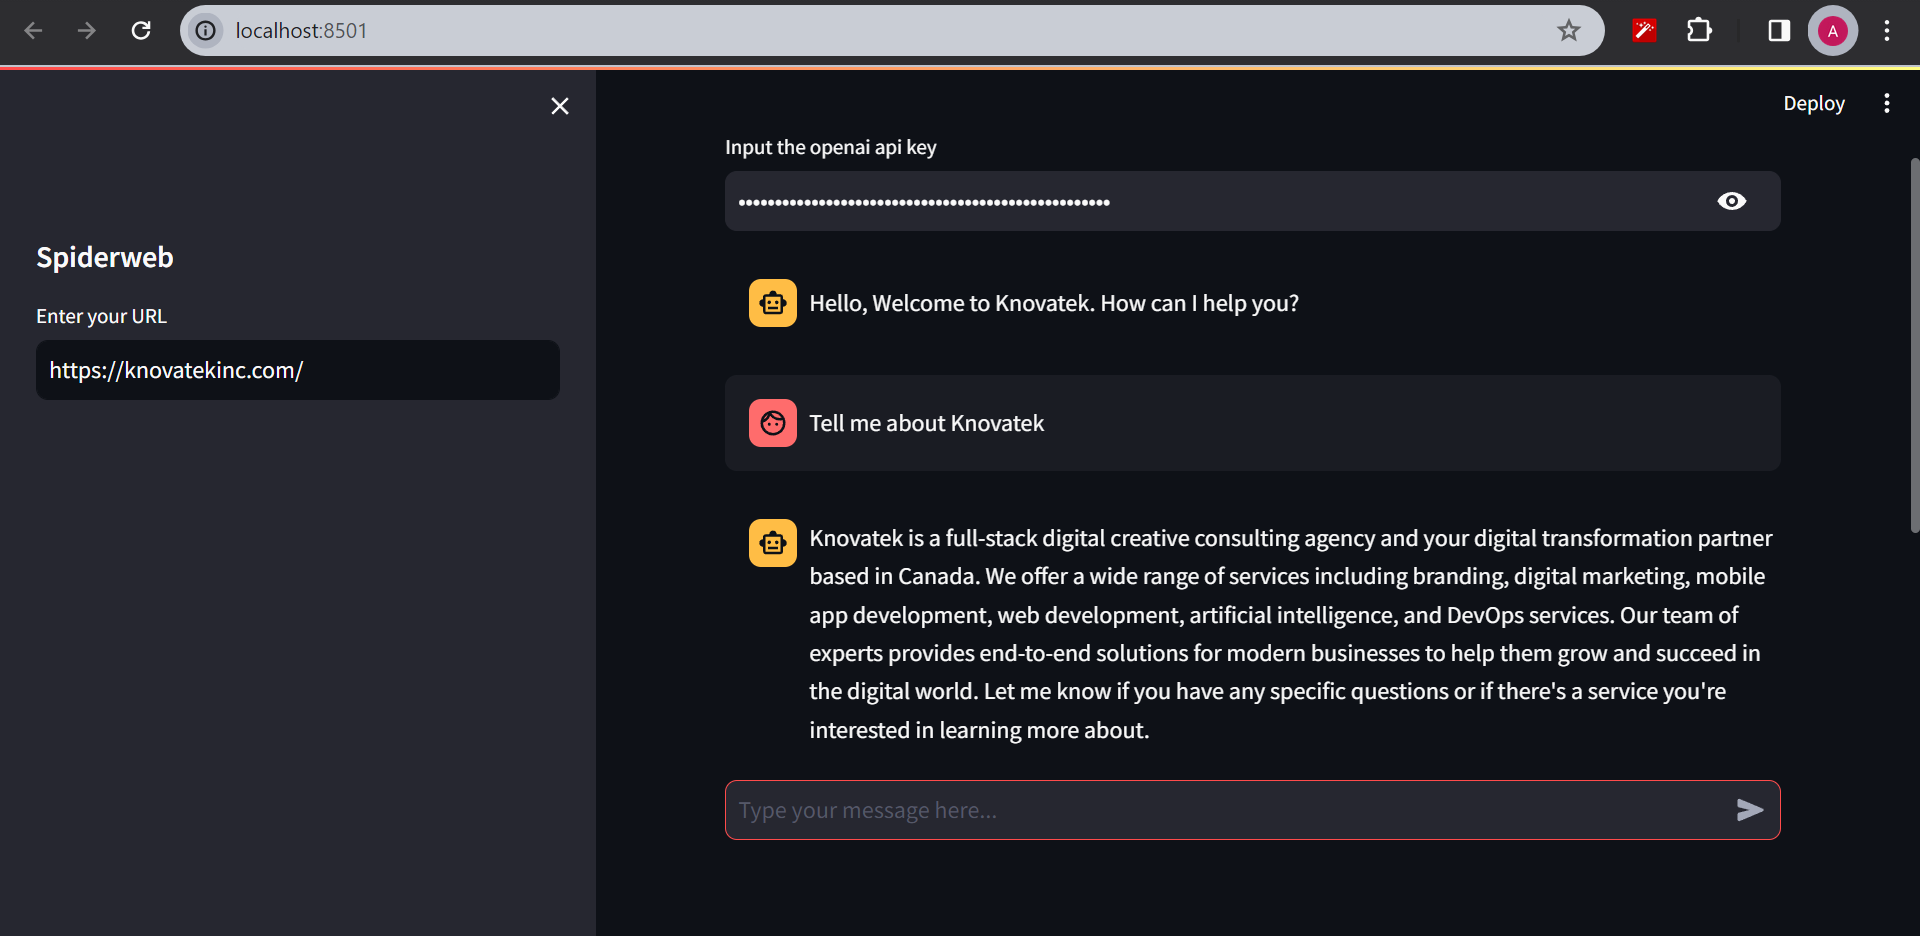 localhost:8501
A
Deploy
Spiderweb
Enter your URL
https://knovatekinc.com/
Input the openai api key
Hello, Welcome to Knovatek. How can I help you?
Tell me about Knovatek
Knovatek is a full-stack digital creative consulting agency and your digital transformation partner
based in Canada. We offer a wide range of services including branding, digital marketing, mobile
app development, web development, artificial intelligence, and DevOps services. Our team of
experts provides end-to-end solutions for modern businesses to help them grow and succeed in
the digital world. Let me know if you have any specific questions or if there's a service you're
interested in learning more about.
Type your message here...